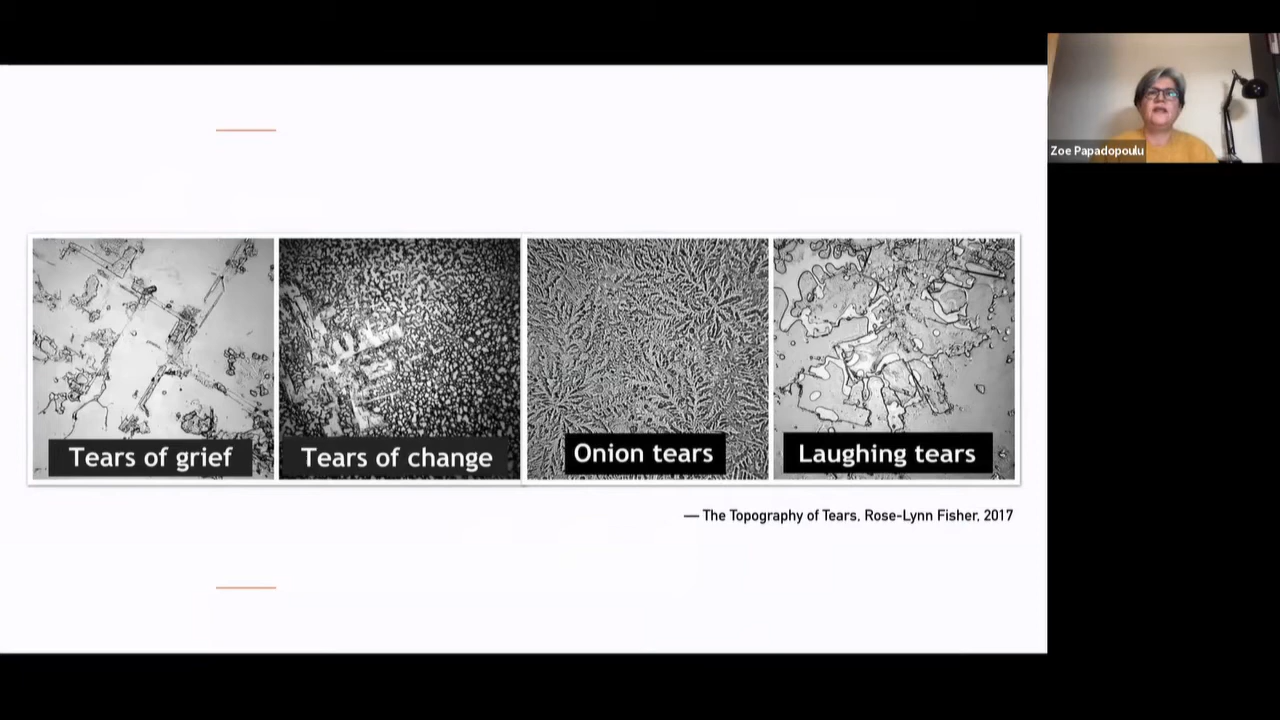 Zoe Papadopoulu
Tears of grief
Tears of change
Onion tears
Laughing tears
— The Topography of Tears, Rose-Lynn Fisher, 2017